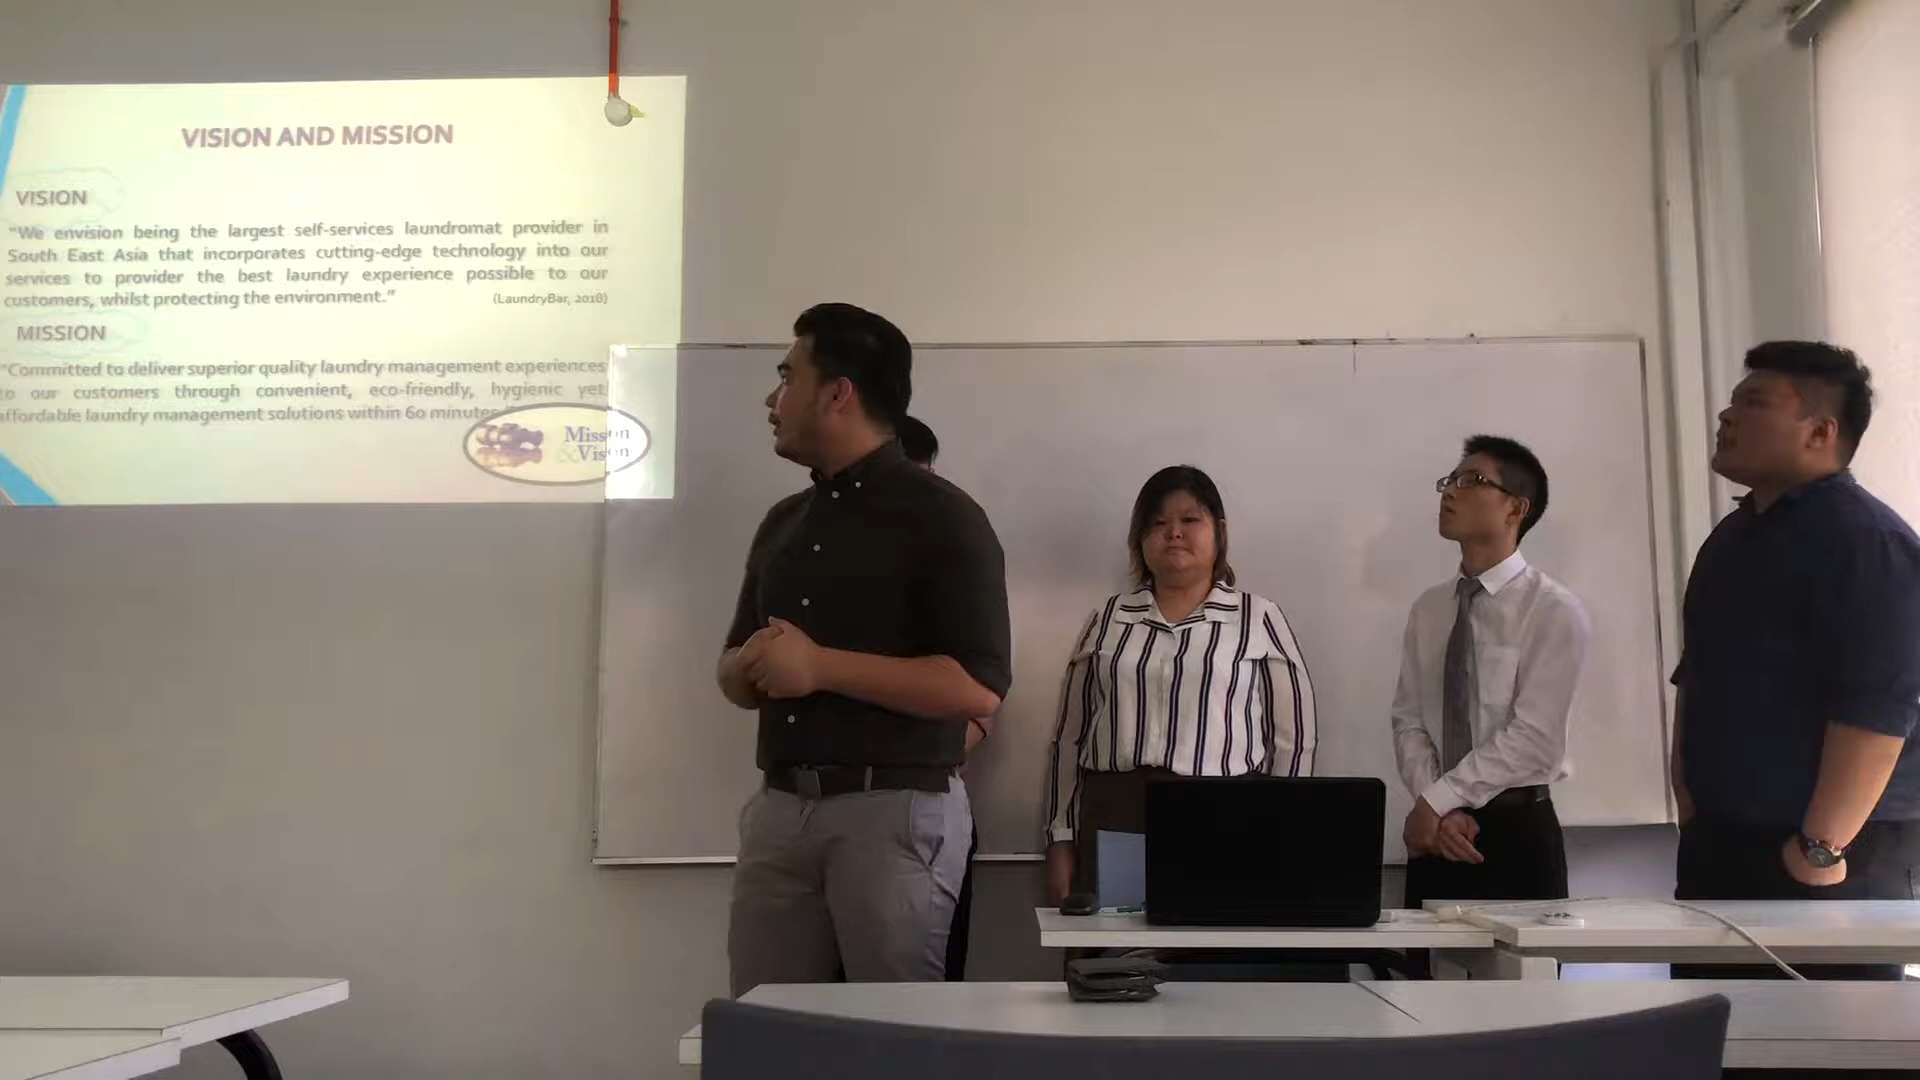 VISION AND MISSION
VISION
"We envision being the largest self-services laundromat provider in
South East Asia that incorporates cutting-edge technology into our
services to provider the best laundry experience possible to our
customers, whilst protecting the environment."
(LaundryBar, 2018)
MISSION
"Committed to deliver superior quality laundry management experiences
to our customers through convenient, eco-friendly, hygienic yet
affordable laundry management solutions within 60 minutes
Mission
& Vision